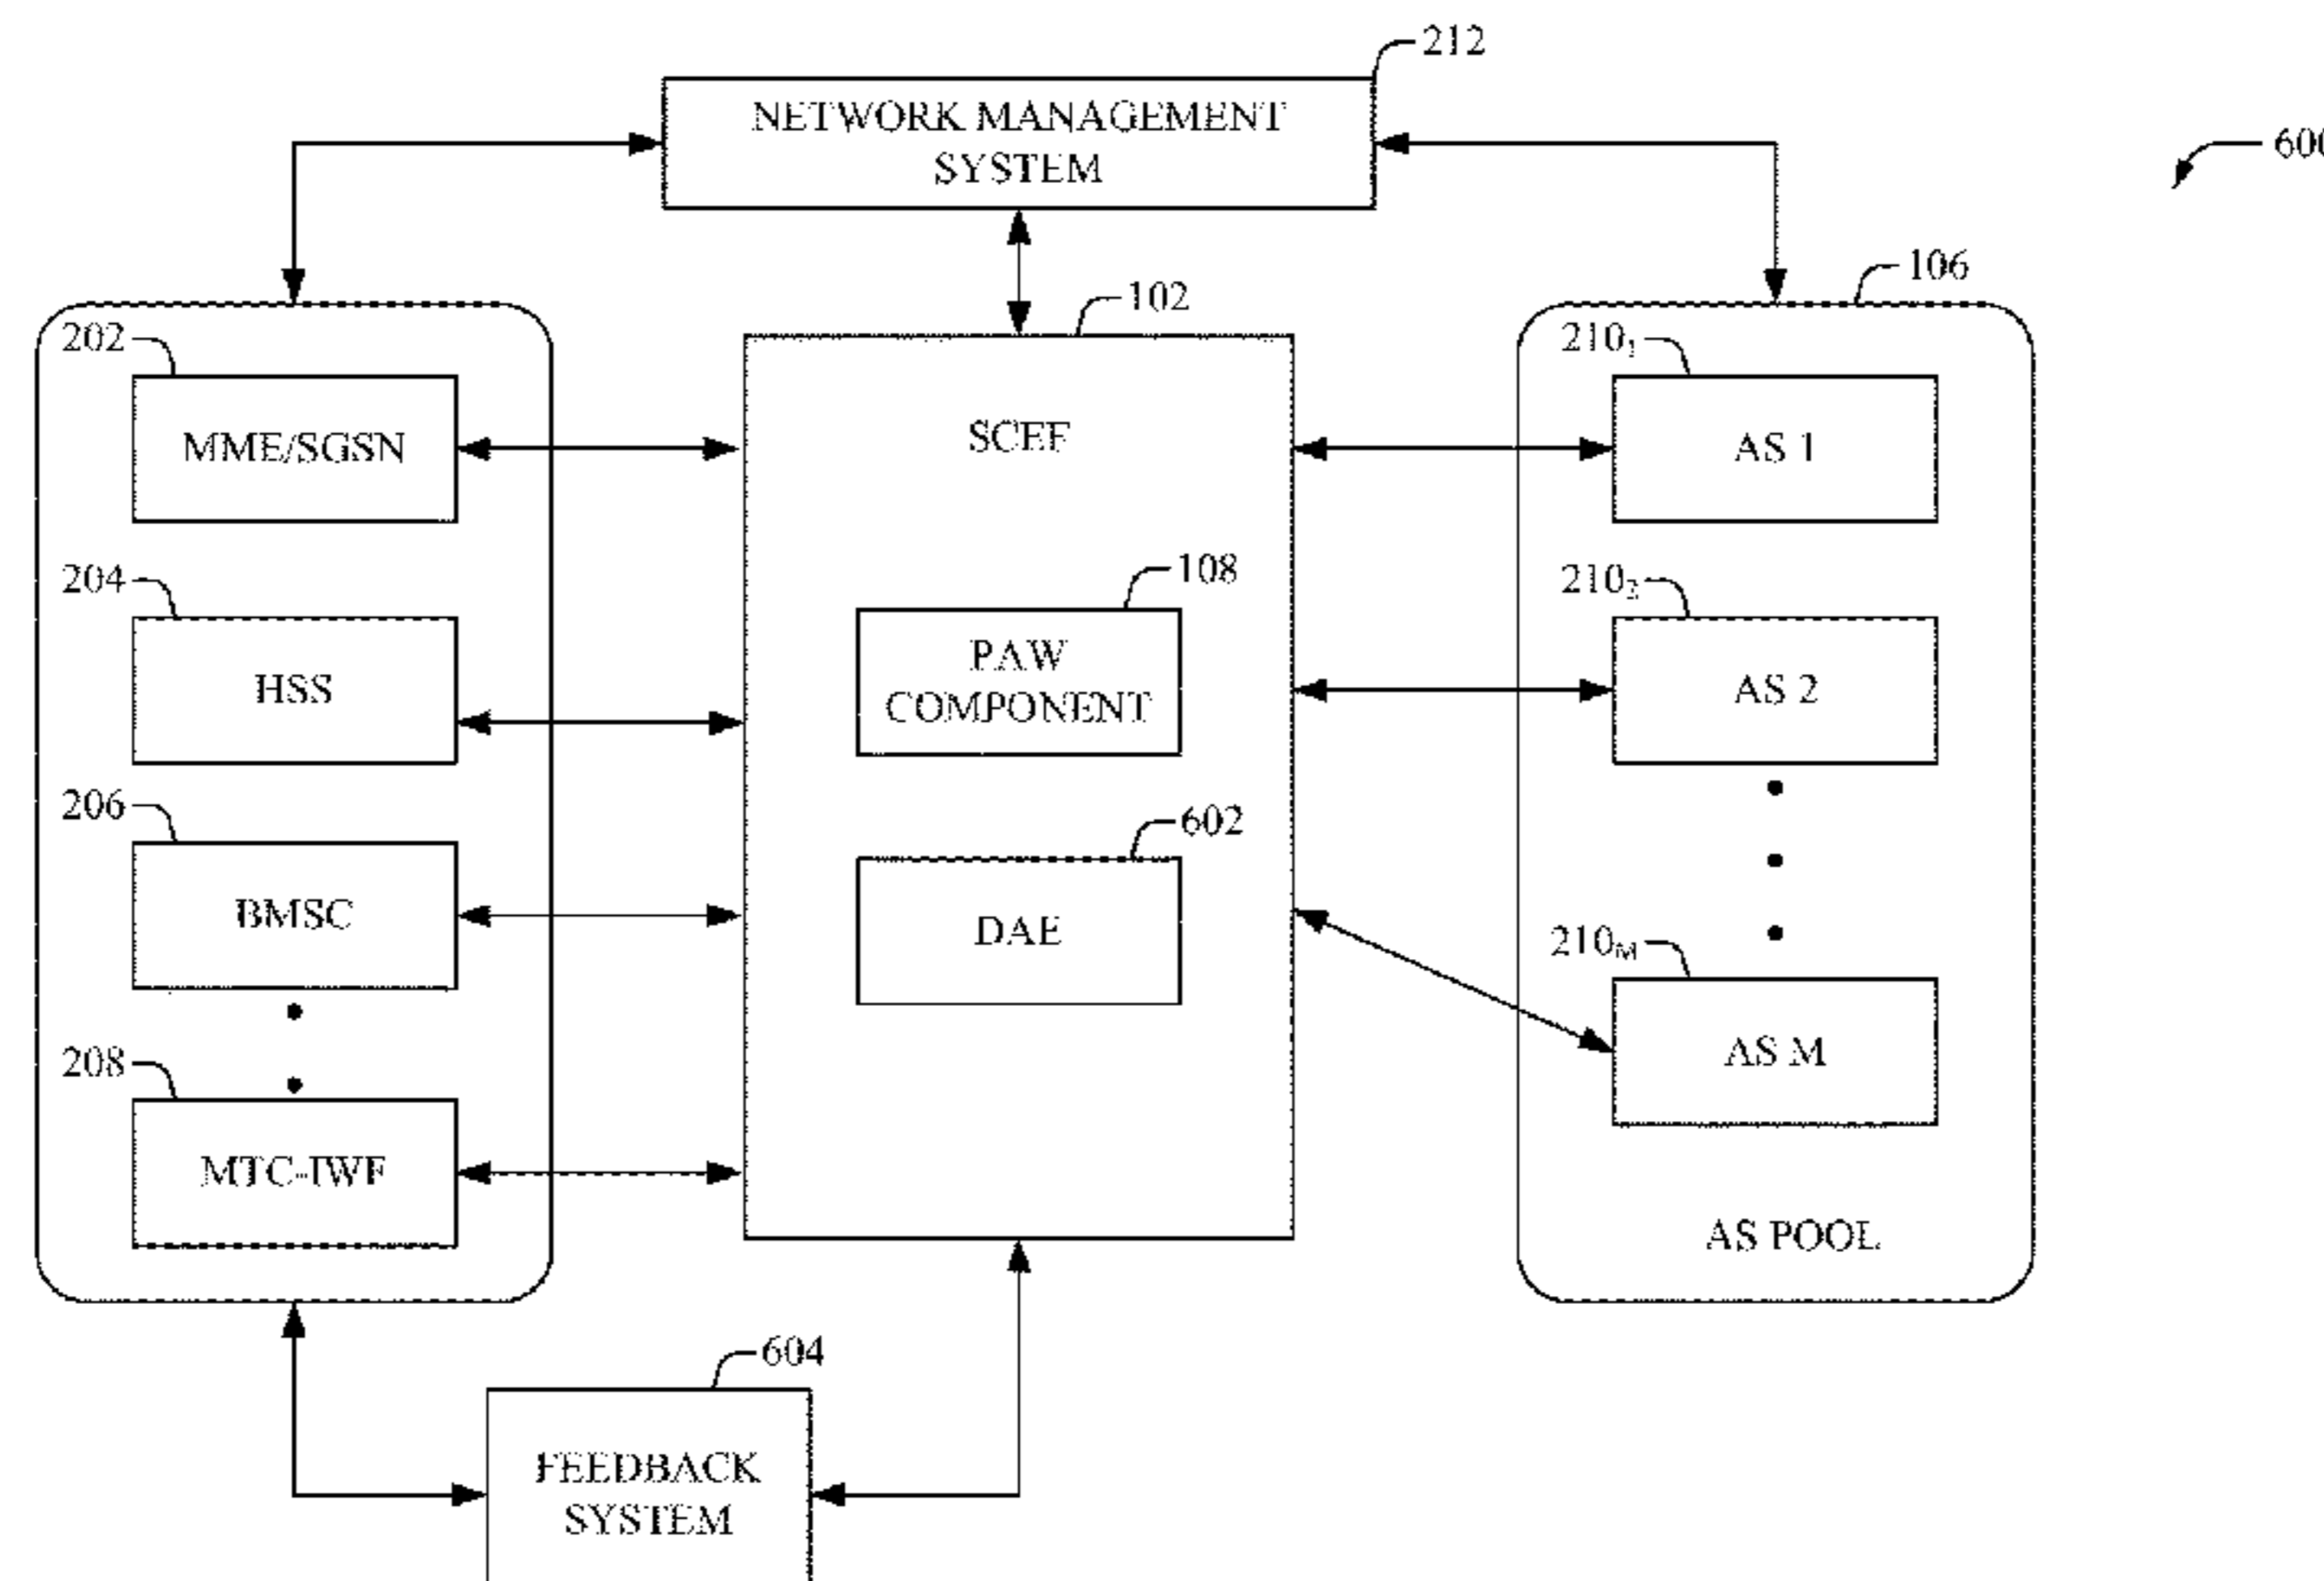 212
NETWORK MANAGEMENT
SYSTEM
600
106
102
202
210₁
MME/SGSN
SCEF
AS 1
108
204
210₂
HSS
PAW
COMPONENT
AS 2
602
206
BMSC
DAE
210M
208
AS M
MTC-IWF
AS POOL
604
FEEDBACK
SYSTEM